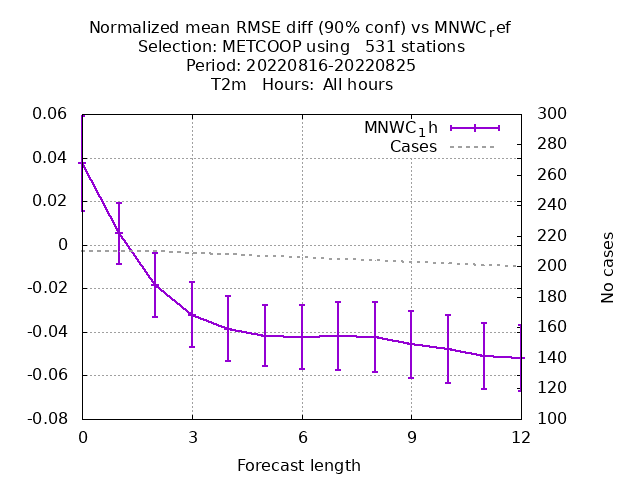 Normalized mean RMSE diff (90% conf) vs MNWCref
Selection: METCOOP using 531 stations
Period: 20220816-20220825
T2m Hours: All hours
MNWC1h
Cases
0.06
0.04
0.02
0
-0.02
-0.04
-0.06
-0.08
300
280
260
240
220
200
180
160
140
120
100
No cases
0 3 6 9 12
Forecast length